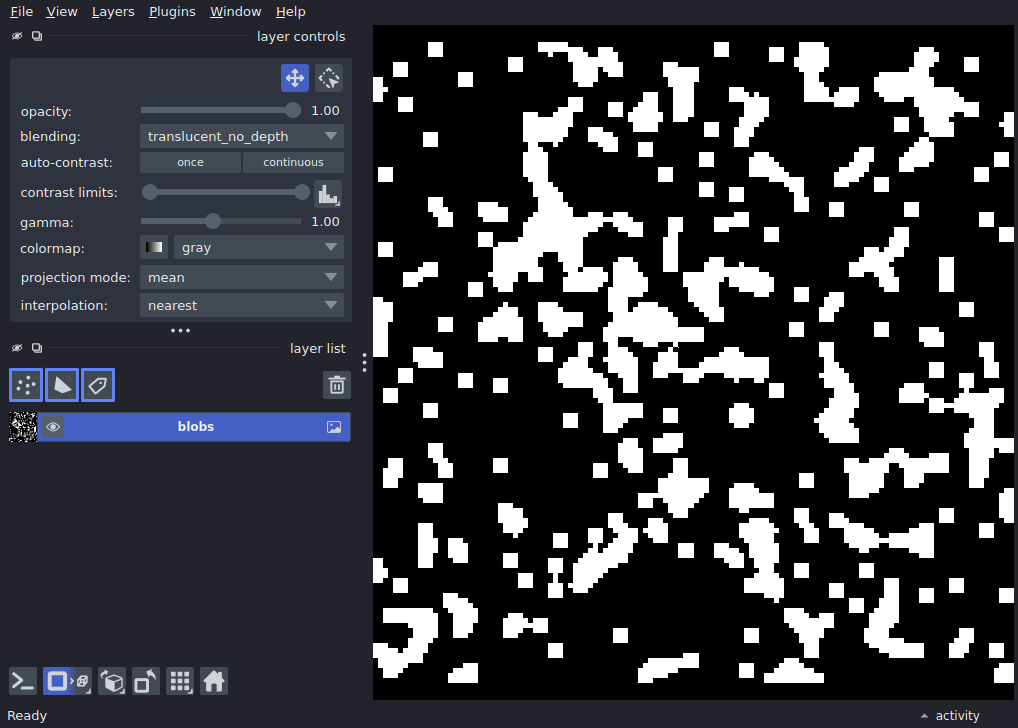 File View Layers Plugins Window Help
layer controls
opacity: 1.00
blending: translucent_no_depth
auto-contrast: once continuous
contrast limits:
gamma: 1.00
colormap: gray
projection mode: mean
interpolation: nearest
layer list
blobs
Ready activity